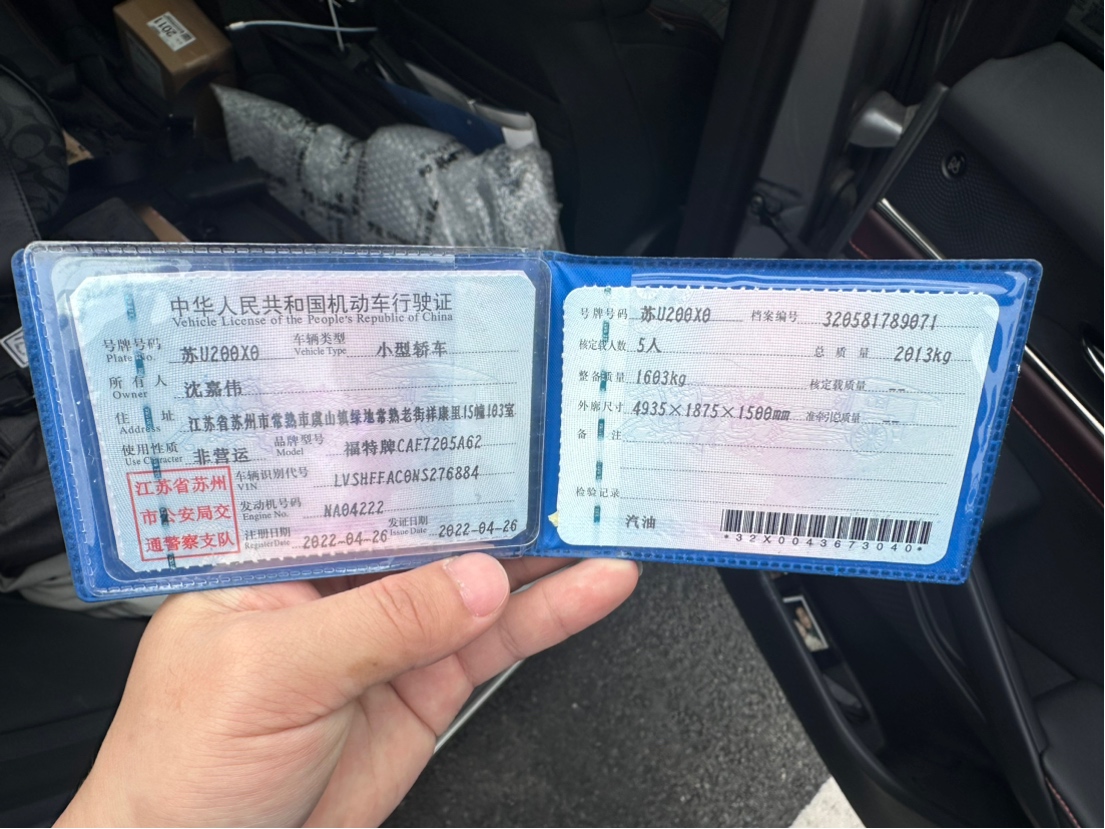 中华人民共和国机动车行驶证
Vehicle License of the People's Republic of China
号牌号码 苏U200X0 车辆类型 小型轿车
Plate No. Vehicle Type
所有人 沈嘉伟
Owner
住址 江苏省苏州市常熟市虞山镇绿地常熟老街祥康里15幢103室
Address
使用性质 非营运 品牌型号 福特牌CAF7205A62
Use Character Model
江苏省苏州
市公安局交
通警察支队
车辆识别代号 LVSHFFAC0NS276884
VIN
发动机号码 NA04222
Engine No.
注册日期 2022-04-26 发证日期 2022-04-26
Register Date Issue Date
号牌号码 苏U200X0 档案编号 320581789071
核定载人数 5人 总质量 2013kg
整备质量 1603kg 核定载质量 --
外廓尺寸 4935×1875×1500mm 准牵引总质量 --
备注
检验记录
汽油
*32X0043673040*
2011